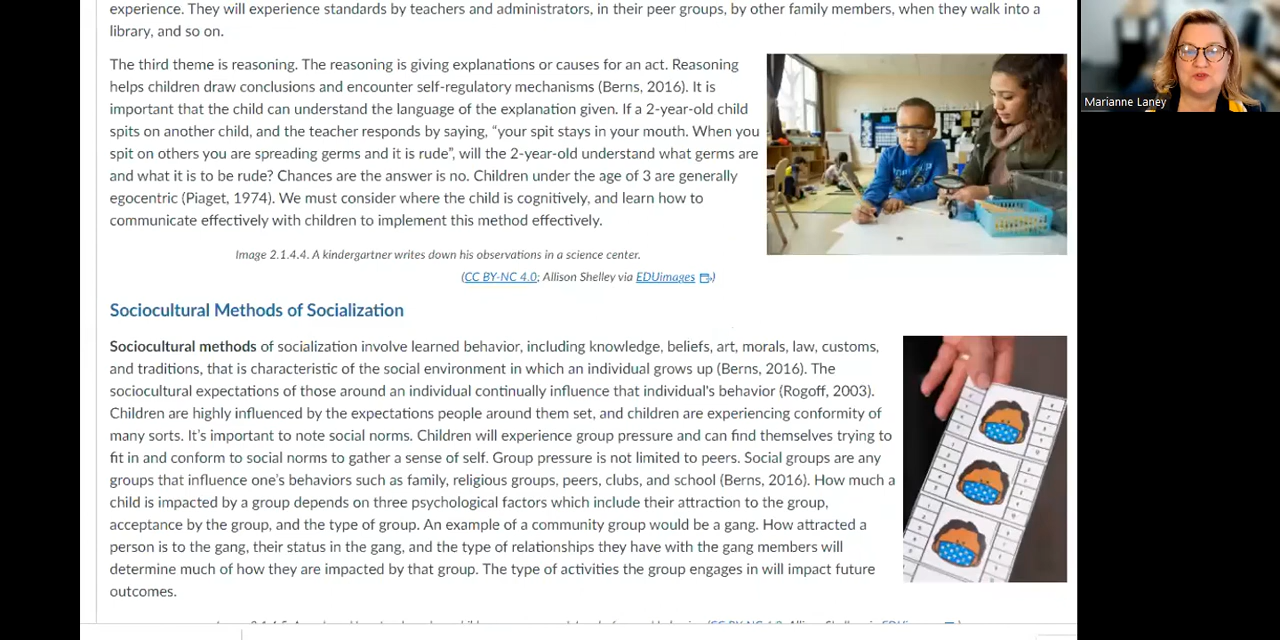 experience. They will experience standards by teachers and administrators, in their peer groups, by other family members, when they walk into a
library, and so on.
The third theme is reasoning. The reasoning is giving explanations or causes for an act. Reasoning
helps children draw conclusions and encounter self-regulatory mechanisms (Berns, 2016). It is
important that the child can understand the language of the explanation given. If a 2-year-old child
spits on another child, and the teacher responds by saying, “your spit stays in your mouth. When you
spit on others you are spreading germs and it is rude”, will the 2-year-old understand what germs are
and what it is to be rude? Chances are the answer is no. Children under the age of 3 are generally
egocentric (Piaget, 1974). We must consider where the child is cognitively, and learn how to
communicate effectively with children to implement this method effectively.
Image 2.1.4.4. A kindergartner writes down his observations in a science center.
(CC BY-NC 4.0; Allison Shelley via EDUimages)
Sociocultural Methods of Socialization
Sociocultural methods of socialization involve learned behavior, including knowledge, beliefs, art, morals, law, customs,
and traditions, that is characteristic of the social environment in which an individual grows up (Berns, 2016). The
sociocultural expectations of those around an individual continually influence that individual's behavior (Rogoff, 2003).
Children are highly influenced by the expectations people around them set, and children are experiencing conformity of
many sorts. It’s important to note social norms. Children will experience group pressure and can find themselves trying to
fit in and conform to social norms to gather a sense of self. Group pressure is not limited to peers. Social groups are any
groups that influence one’s behaviors such as family, religious groups, peers, clubs, and school (Berns, 2016). How much a
child is impacted by a group depends on three psychological factors which include their attraction to the group,
acceptance by the group, and the type of group. An example of a community group would be a gang. How attracted a
person is to the gang, their status in the gang, and the type of relationships they have with the gang members will
determine much of how they are impacted by that group. The type of activities the group engages in will impact future
outcomes.
Marianne Laney